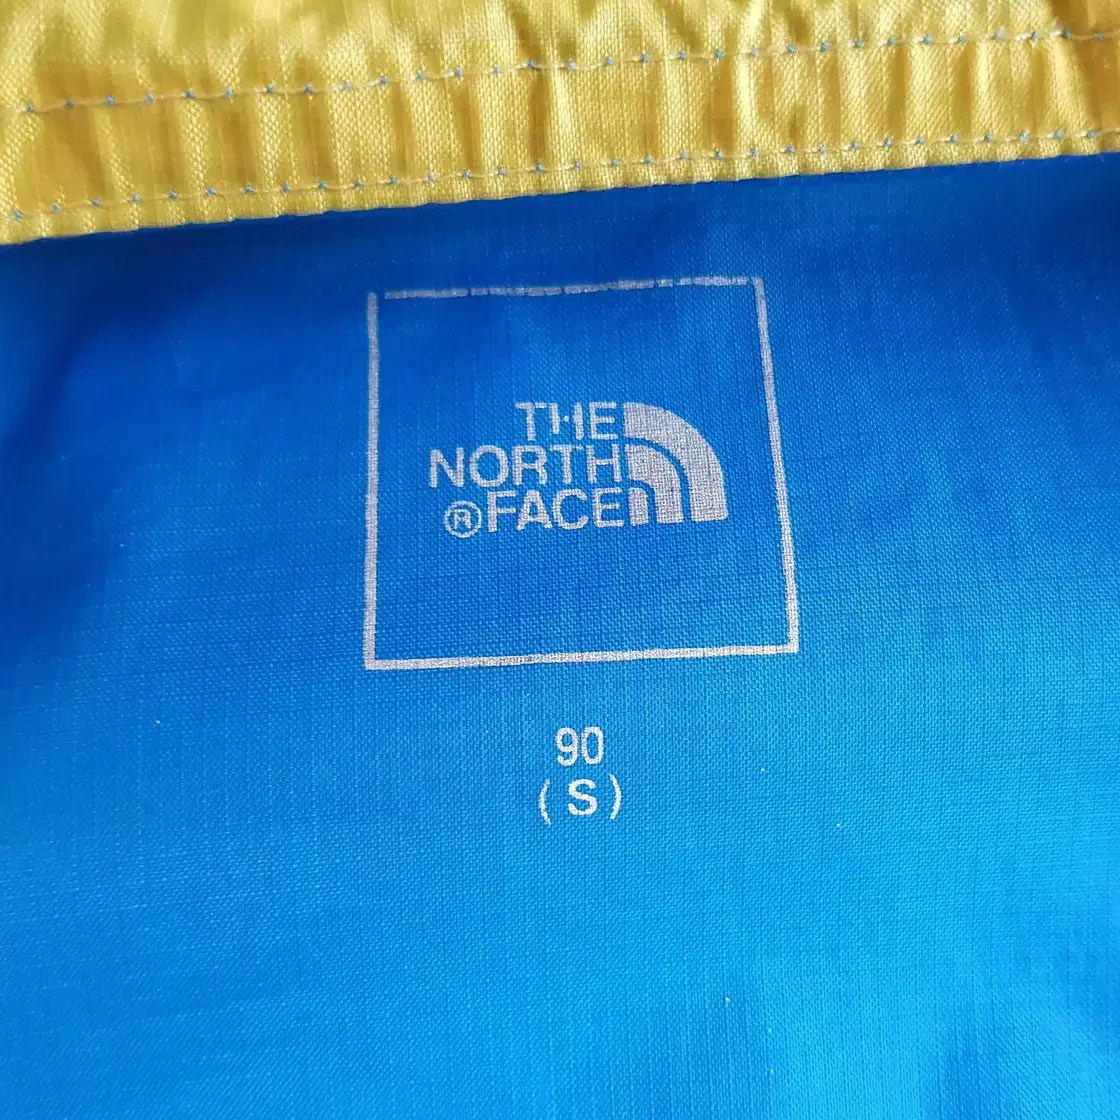 THE
NORTH
®FACE
90
(S)